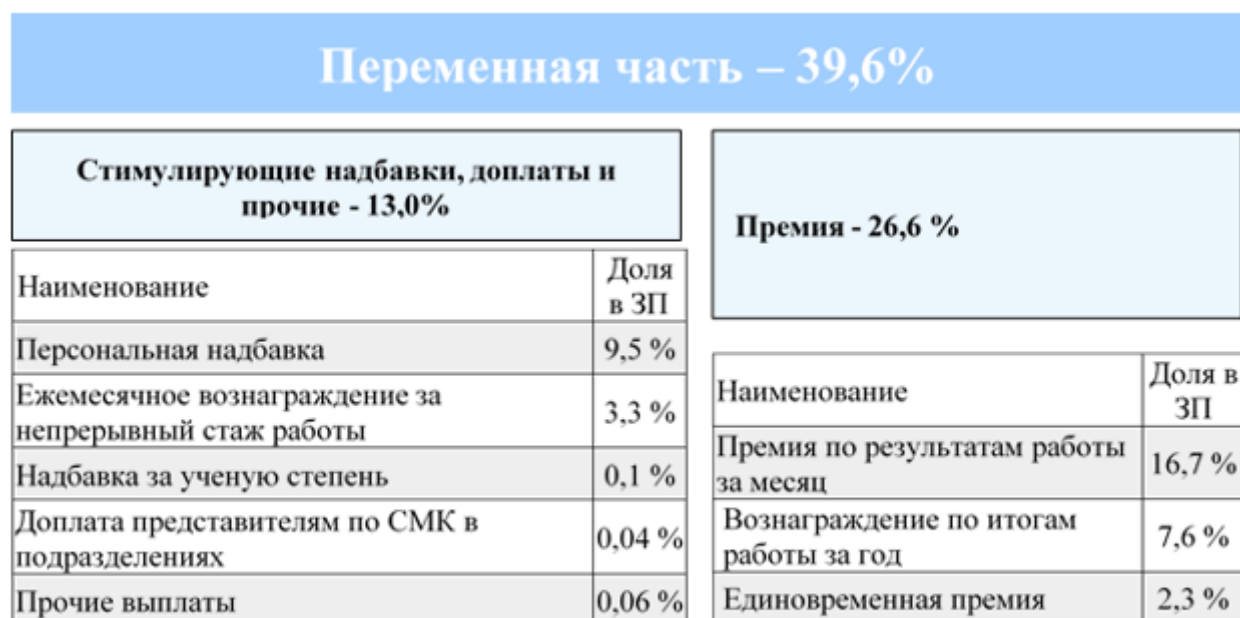 Переменная часть – 39,6%
Стимулирующие надбавки, доплаты и
прочие - 13,0%
Наименование
Доля
в ЗП
Персональная надбавка
9,5 %
Ежемесячное вознаграждение за
непрерывный стаж работы
3,3 %
Надбавка за ученую степень
0,1 %
Доплата представителям по СМК в
подразделениях
0,04 %
Прочие выплаты
0,06 %
Премия - 26,6 %
Наименование
Доля в
ЗП
Премия по результатам работы
за месяц
16,7 %
Вознаграждение по итогам
работы за год
7,6 %
Единовременная премия
2,3 %